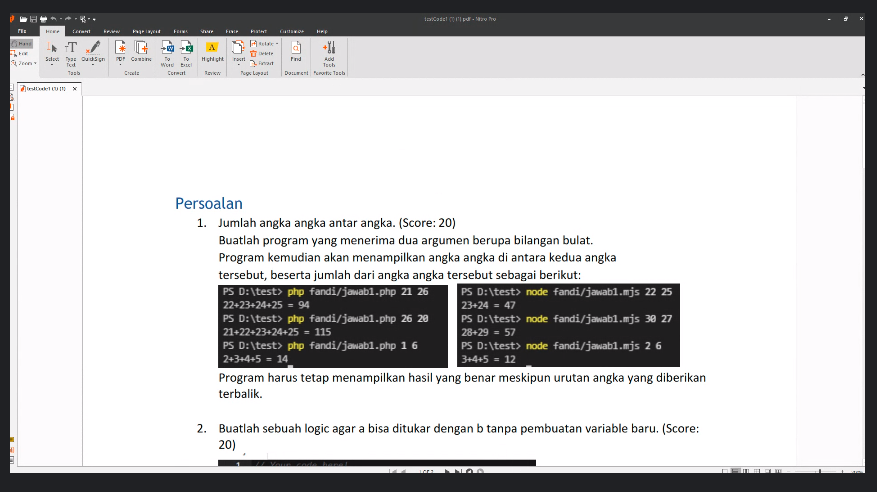 testCode1 (1) (1).pdf - Nitro Pro
File Home Convert Review Page Layout Forms Share Erase Protect Customize Help
Hand
Edit
Zoom
Select
Type Text
QuickSign
Tools
PDF
Combine
Create
To Word
To Excel
Convert
Highlight
Review
Insert
Rotate
Delete
Extract
Page Layout
Find
Document
Add Tools
Favorite Tools
testCode1 (1) (1)
Persoalan
1. Jumlah angka angka antar angka. (Score: 20)
Buatlah program yang menerima dua argumen berupa bilangan bulat.
Program kemudian akan menampilkan angka angka di antara kedua angka
tersebut, beserta jumlah dari angka angka tersebut sebagai berikut:
PS D:\test> php fandi/jawab1.php 21 26
22+23+24+25 = 94
PS D:\test> php fandi/jawab1.php 26 20
21+22+23+24+25 = 115
PS D:\test> php fandi/jawab1.php 1 6
2+3+4+5 = 14
PS D:\test> node fandi/jawab1.mjs 22 25
23+24 = 47
PS D:\test> node fandi/jawab1.mjs 30 27
28+29 = 57
PS D:\test> node fandi/jawab1.mjs 2 6
3+4+5 = 12
Program harus tetap menampilkan hasil yang benar meskipun urutan angka yang diberikan
terbalik.
2. Buatlah sebuah logic agar a bisa ditukar dengan b tanpa pembuatan variable baru. (Score:
20)
1 // Your code here!